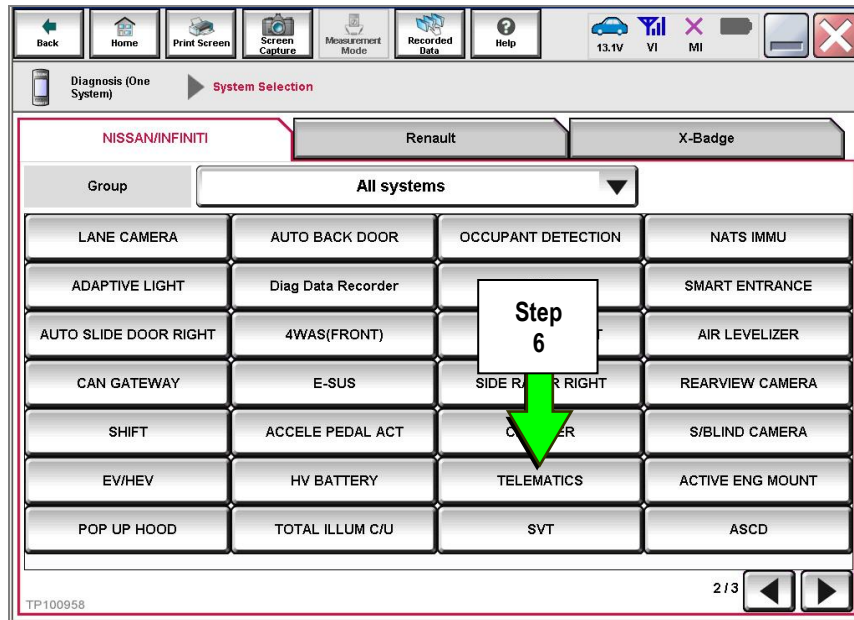 Back
Home
Print Screen
Screen
Capture
Measurement
Mode
Recorded
Data
Help
13.1V
VI
MI
Diagnosis (One
System)
System Selection
NISSAN/INFINITI
Renault
X-Badge
Group
All systems
LANE CAMERA
AUTO BACK DOOR
OCCUPANT DETECTION
NATS IMMU
ADAPTIVE LIGHT
Diag Data Recorder
SMART ENTRANCE
Step
6
AUTO SLIDE DOOR RIGHT
4WAS(FRONT)
AIR LEVELIZER
CAN GATEWAY
E-SUS
SIDE RIGHT
REARVIEW CAMERA
SHIFT
ACCELE PEDAL ACT
S/BLIND CAMERA
EV/HEV
HV BATTERY
TELEMATICS
ACTIVE ENG MOUNT
POP UP HOOD
TOTAL ILLUM C/U
SVT
ASCD
2/3
TP100958